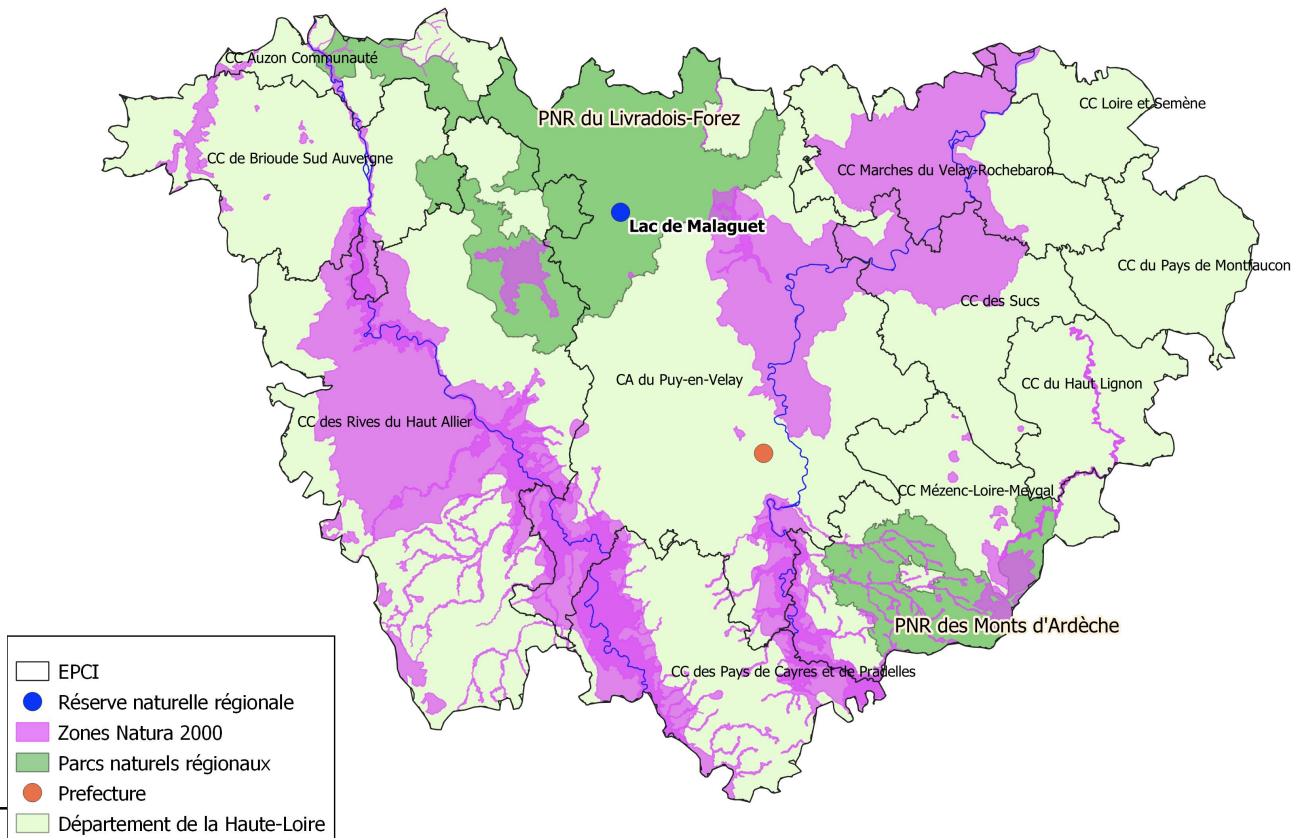 CC Auzon Communauté
CC Loire et Semène
PNR du Livradois-Forez
CC de Brioude Sud Auvergne
CC Marches du Velay-Rochebaron
Lac de Malaguet
CC du Pays de Montfaucon
CC des Sucs
CA du Puy-en-Velay
CC du Haut Lignon
CC des Rives du Haut Allier
CC Mézenc-Loire-Meygal
PNR des Monts d'Ardèche
CC des Pays de Cayres et de Pradelles
EPCI
Réserve naturelle régionale
Zones Natura 2000
Parcs naturels régionaux
Prefecture
Département de la Haute-Loire